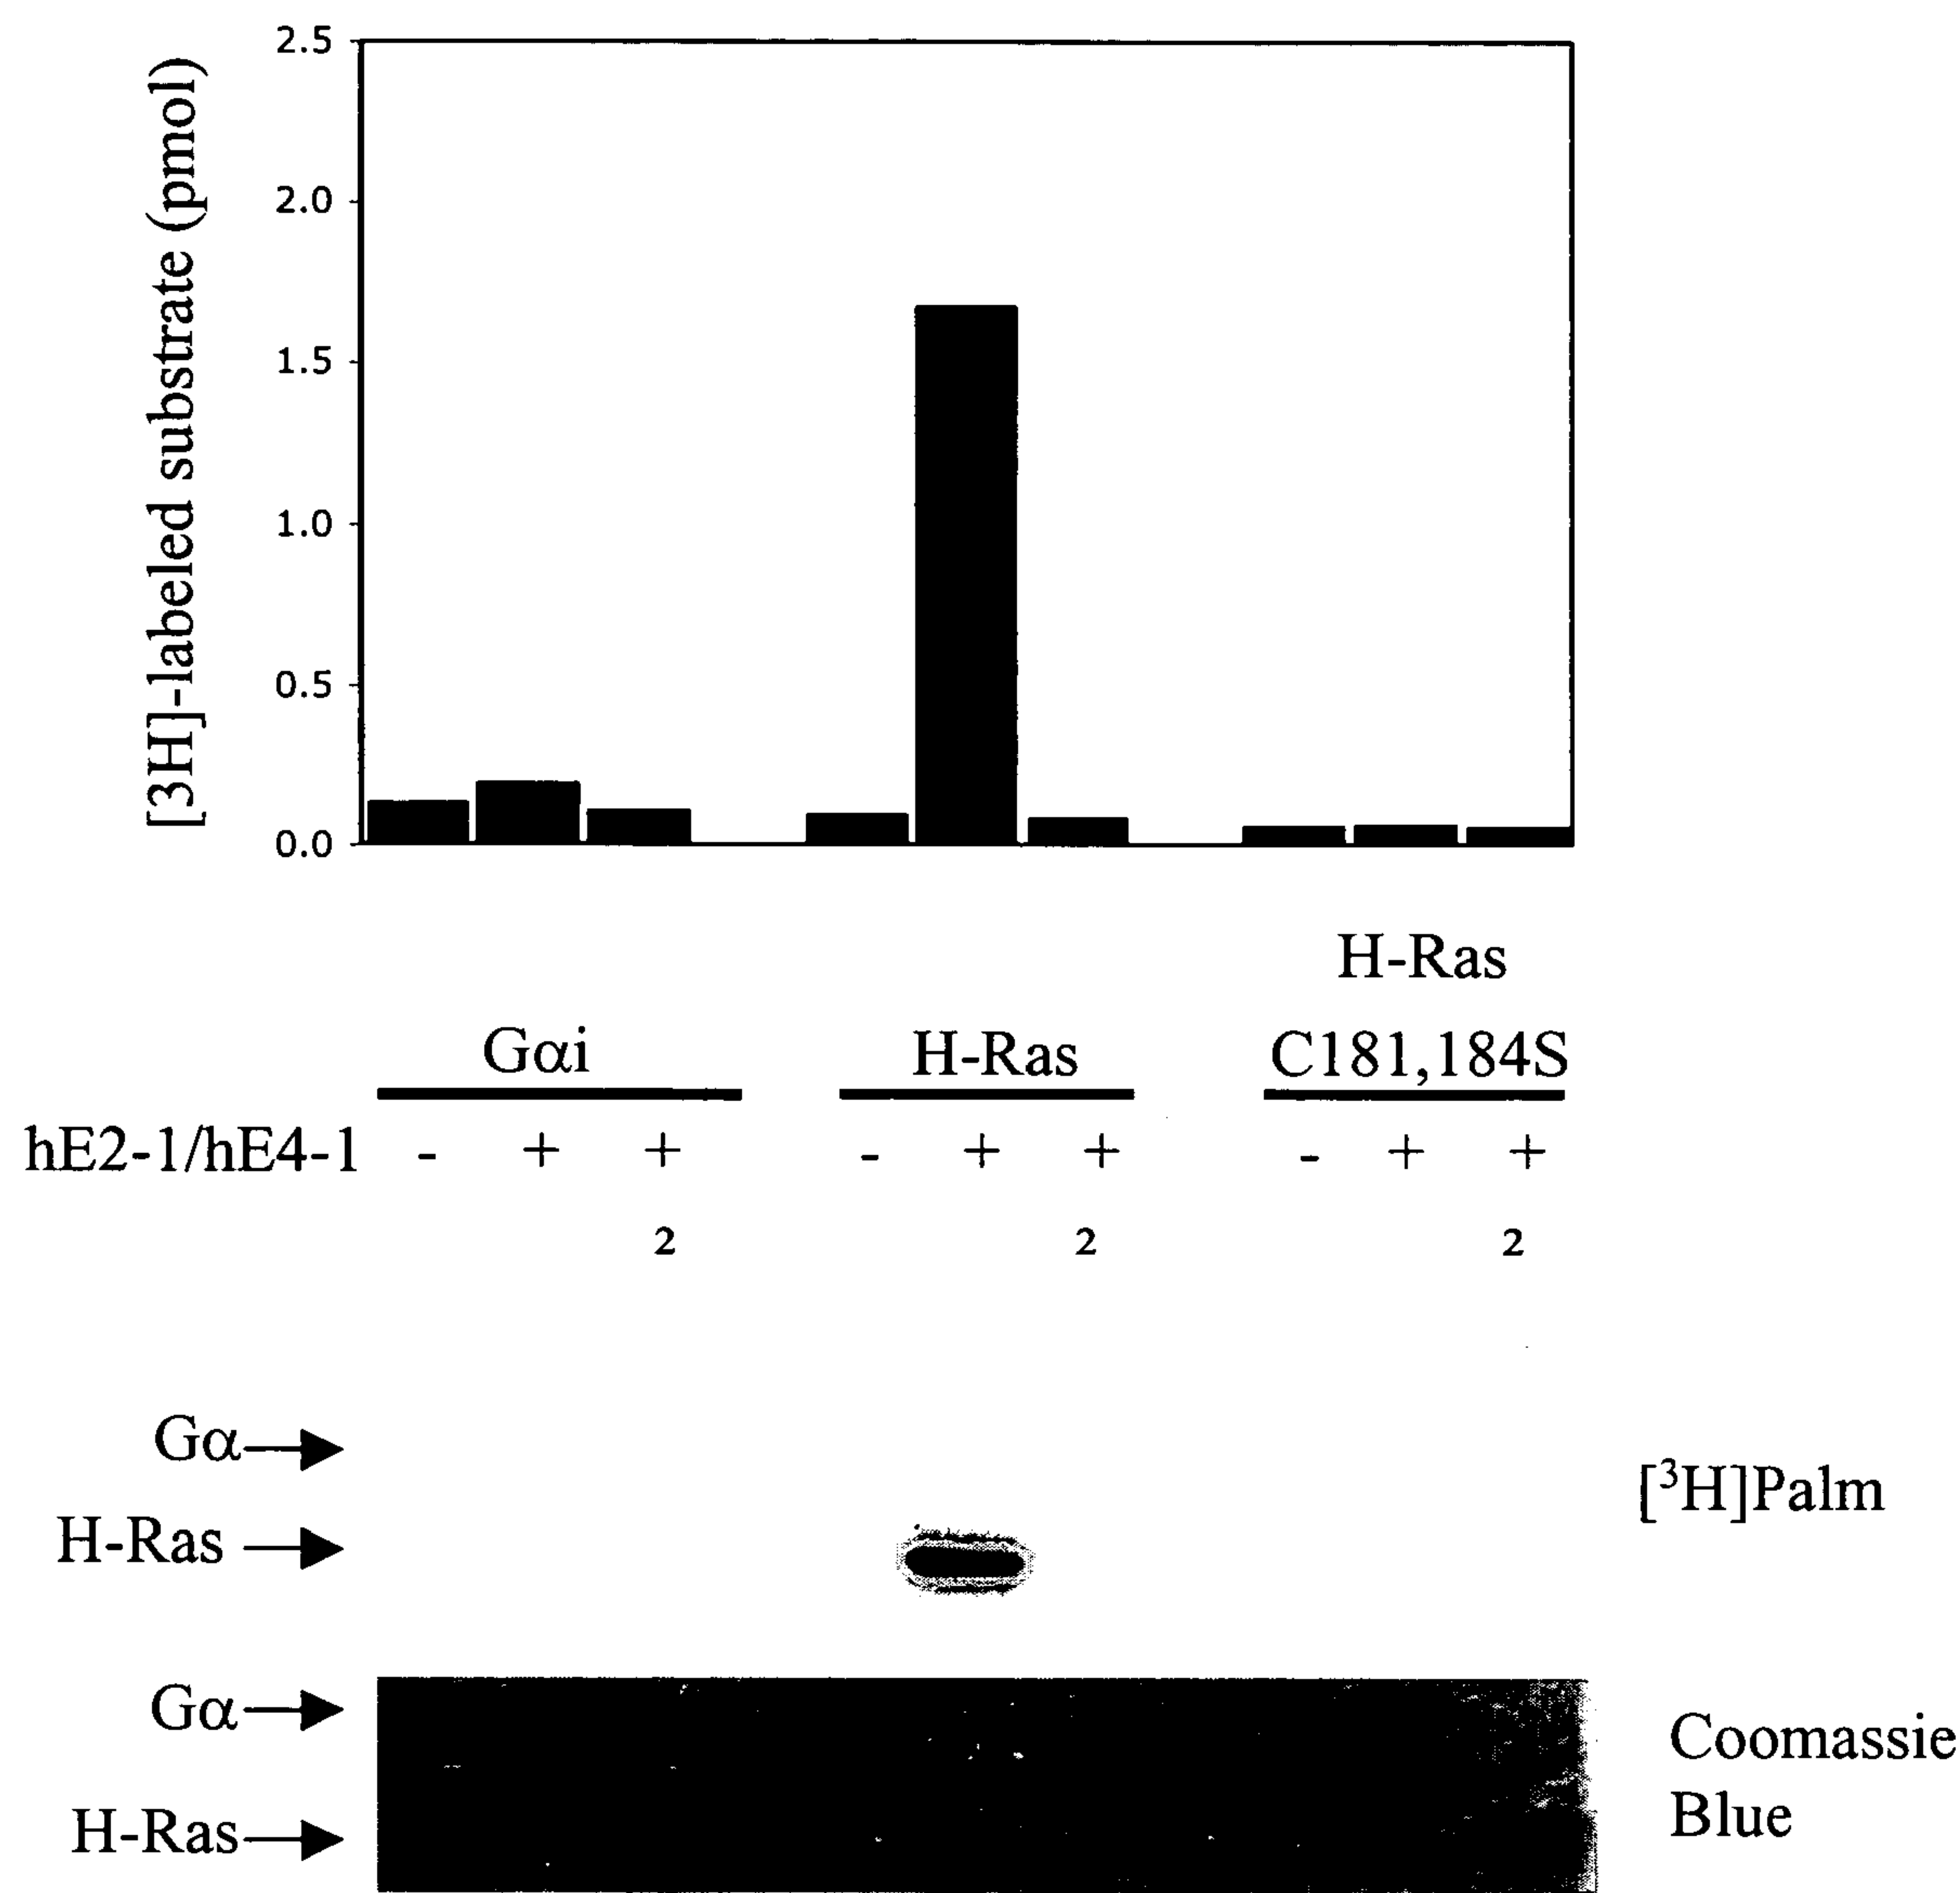 [3H]-labeled substrate (pmol)
2.5
2.0
1.5
1.0
0.5
0.0
H-Ras
Gαi H-Ras C181,184S
hE2-1/hE4-1 - + + - + + - + +
2 2 2
Gα
H-Ras
[³H]Palm
Gα
H-Ras
Coomassie
Blue